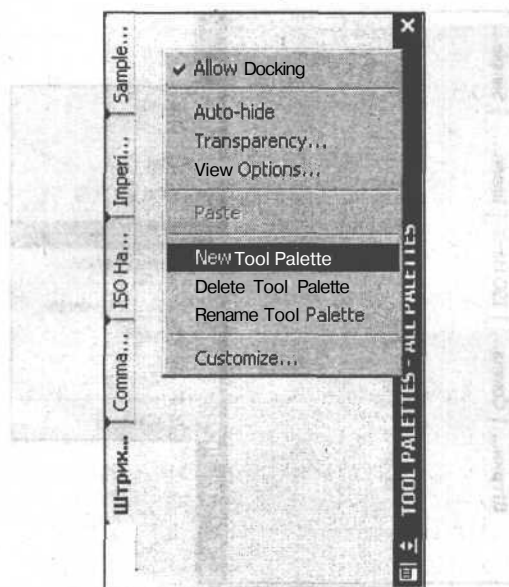 Sample...
Imperi...
ISO Ha...
Comma...
Штрих...
✓ Allow Docking
Auto-hide
Transparency...
View Options...
Paste
New Tool Palette
Delete Tool Palette
Rename Tool Palette
Customize...
TOOL PALETTES - ALL PALETTES